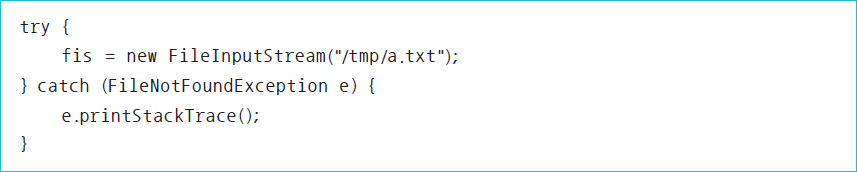 try {
    fis = new FileInputStream("/tmp/a.txt");
} catch (FileNotFoundException e) {
    e.printStackTrace();
}